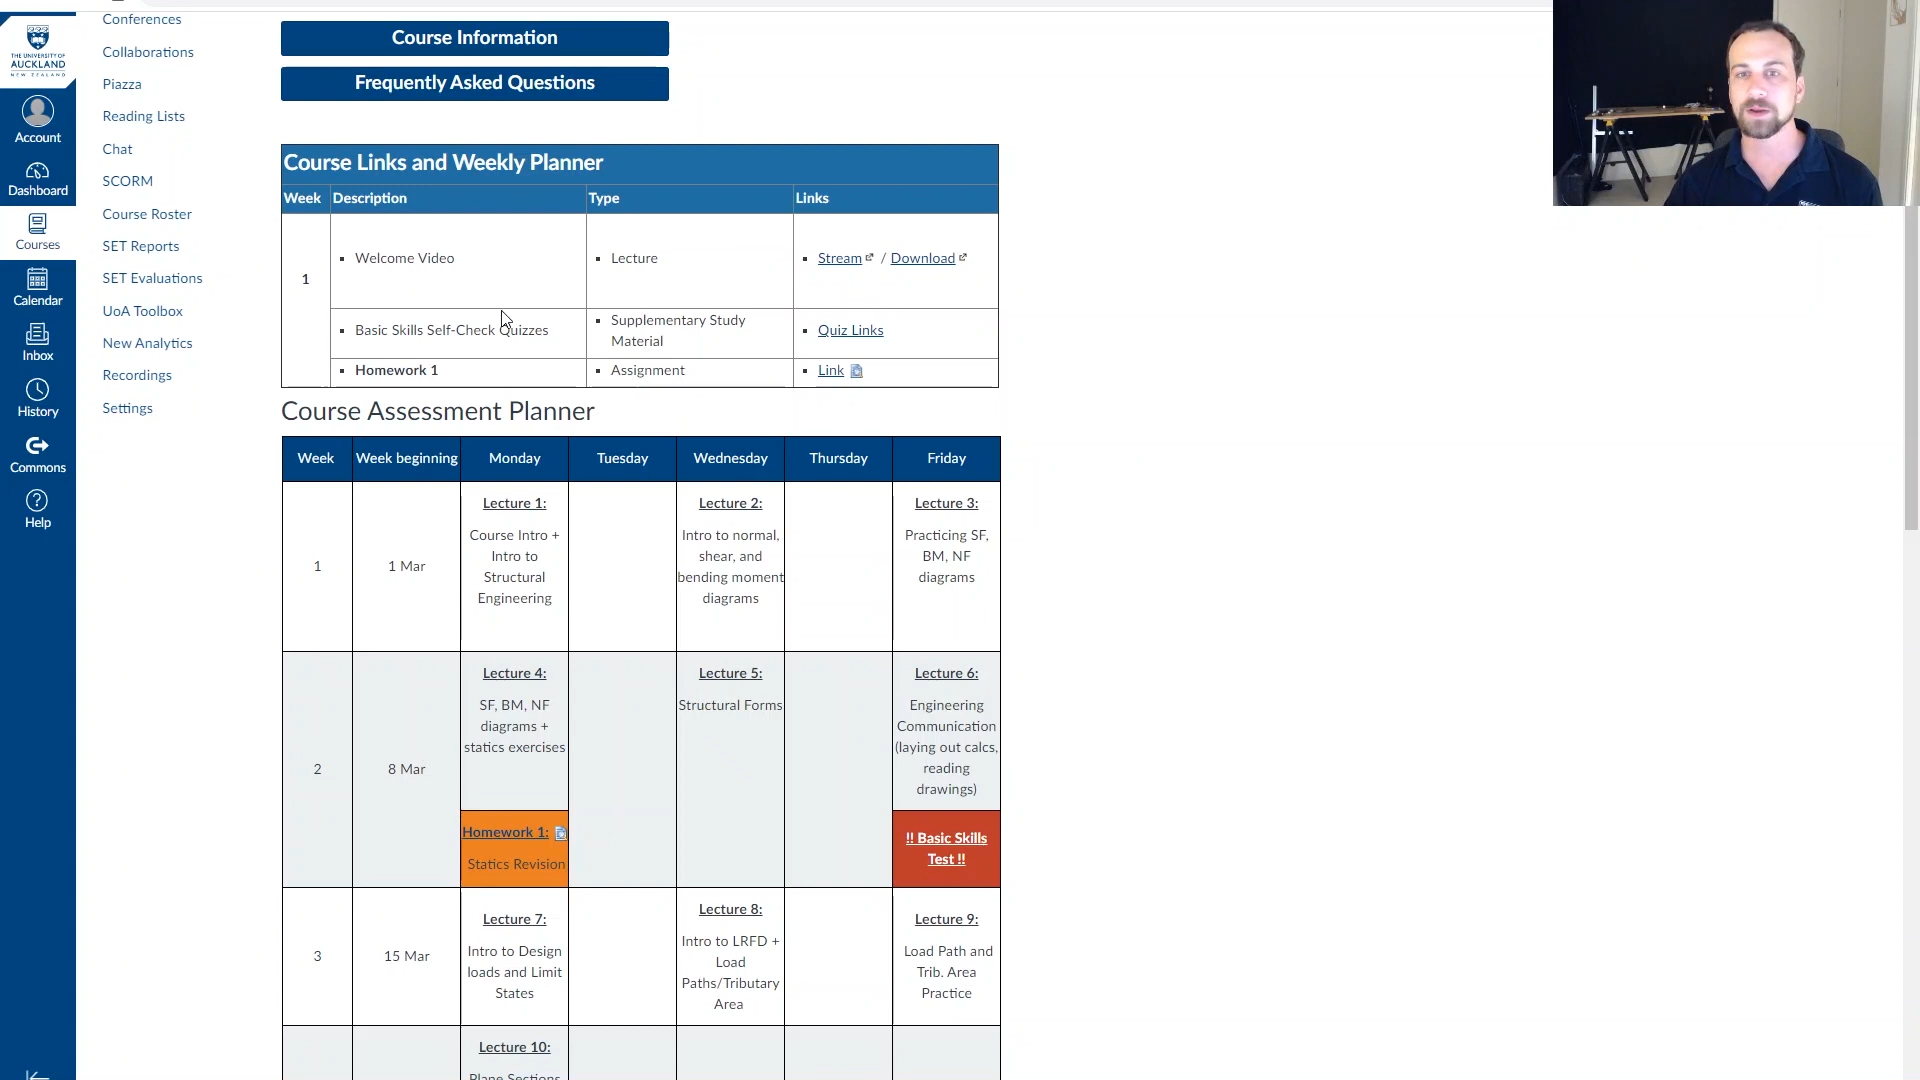 THE UNIVERSITY OF
AUCKLAND
NEW ZEALAND
Account
Dashboard
Courses
Calendar
Inbox
History
Commons
Help
Conferences
Collaborations
Piazza
Reading Lists
Chat
SCORM
Course Roster
SET Reports
SET Evaluations
UoA Toolbox
New Analytics
Recordings
Settings
Course Information
Frequently Asked Questions
Course Links and Weekly Planner
Week Description Type Links
1
Welcome Video
Lecture
Stream / Download
Basic Skills Self-Check Quizzes
Supplementary Study
Material
Quiz Links
Homework 1
Assignment
Link
Course Assessment Planner
Week Week beginning Monday Tuesday Wednesday Thursday Friday
1
1 Mar
Lecture 1:
Course Intro +
Intro to
Structural
Engineering
Lecture 2:
Intro to normal,
shear, and
bending moment
diagrams
Lecture 3:
Practicing SF,
BM, NF
diagrams
2
8 Mar
Lecture 4:
SF, BM, NF
diagrams +
statics exercises
Homework 1:
Statics Revision
Lecture 5:
Structural Forms
Lecture 6:
Engineering
Communication
(laying out calcs,
reading
drawings)
!! Basic Skills
Test !!
3
15 Mar
Lecture 7:
Intro to Design
loads and Limit
States
Lecture 8:
Intro to LRFD +
Load
Paths/Tributary
Area
Lecture 9:
Load Path and
Trib. Area
Practice
Lecture 10:
Plane Sections